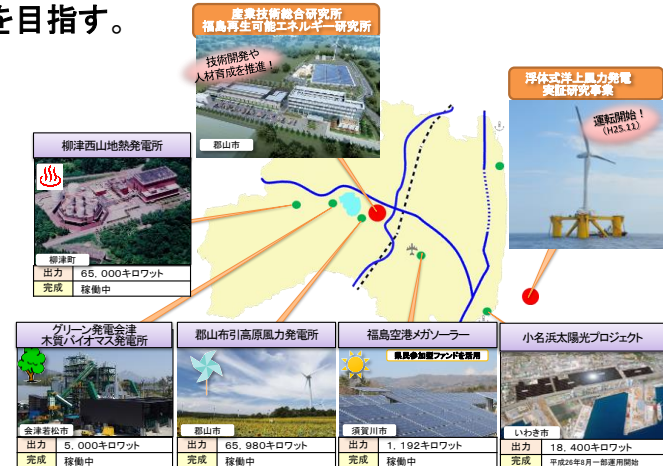 を目指す。
産業技術総合研究所
福島再生可能エネルギー研究所
技術開発や
人材育成を推進！
郡山市
浮体式洋上風力発電
実証研究事業
運転開始！
(H25.11)
柳津西山地熱発電所
柳津町
出力 65，000キロワット
完成 稼働中
グリーン発電会津
木質バイオマス発電所
会津若松市
出力 5，000キロワット
完成 稼働中
郡山布引高原風力発電所
郡山市
出力 65，980キロワット
完成 稼働中
福島空港メガソーラー
県民参加型ファンドを活用
須賀川市
出力 1，192キロワット
完成 稼働中
小名浜太陽光プロジェクト
いわき市
出力 18，400キロワット
完成 平成26年8月一部運用開始